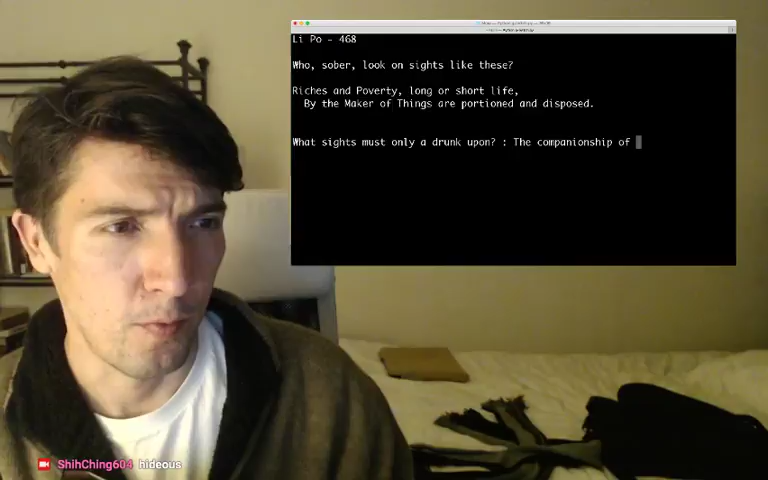 Li Po - 468
Who, sober, look on sights like these?
Riches and Poverty, long or short life,
By the Maker of Things are portioned and disposed.
What sights must only a drunk upon? : The companionship of
ShihChing604 hideous